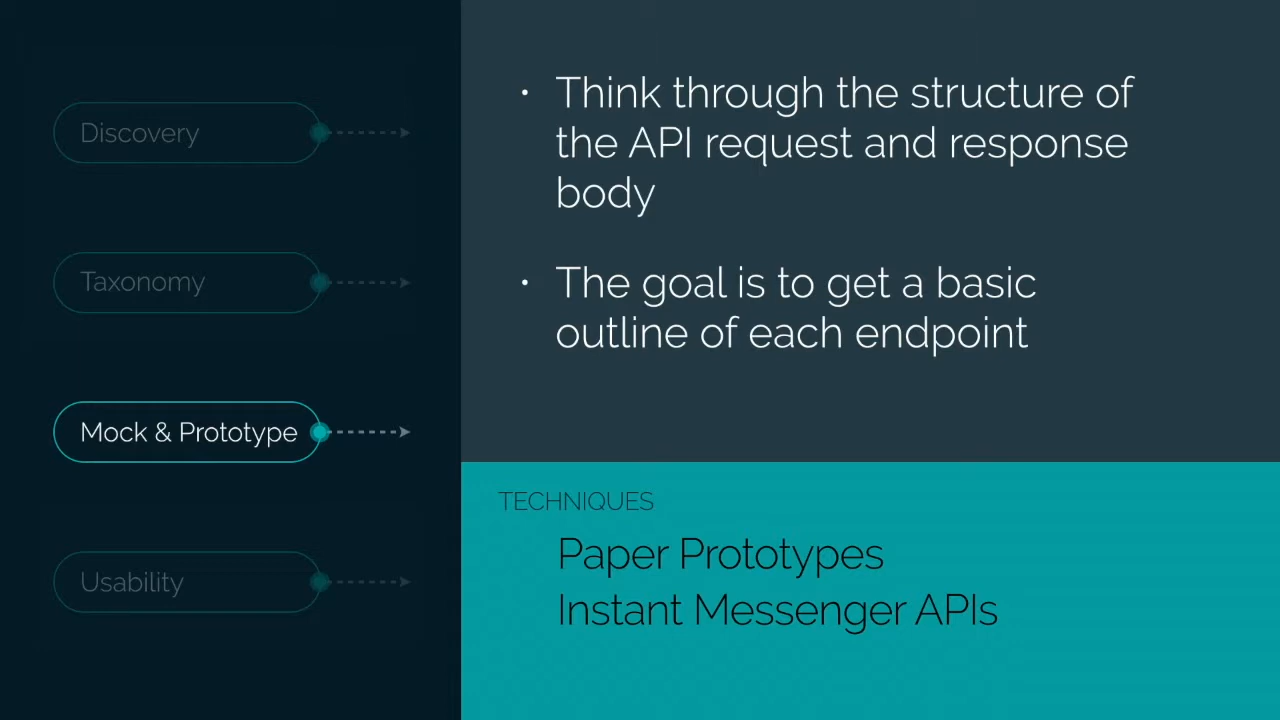 Discovery
Taxonomy
Mock & Prototype
Usability
• Think through the structure of
the API request and response
body
• The goal is to get a basic
outline of each endpoint
TECHNIQUES
Paper Prototypes
Instant Messenger APIs